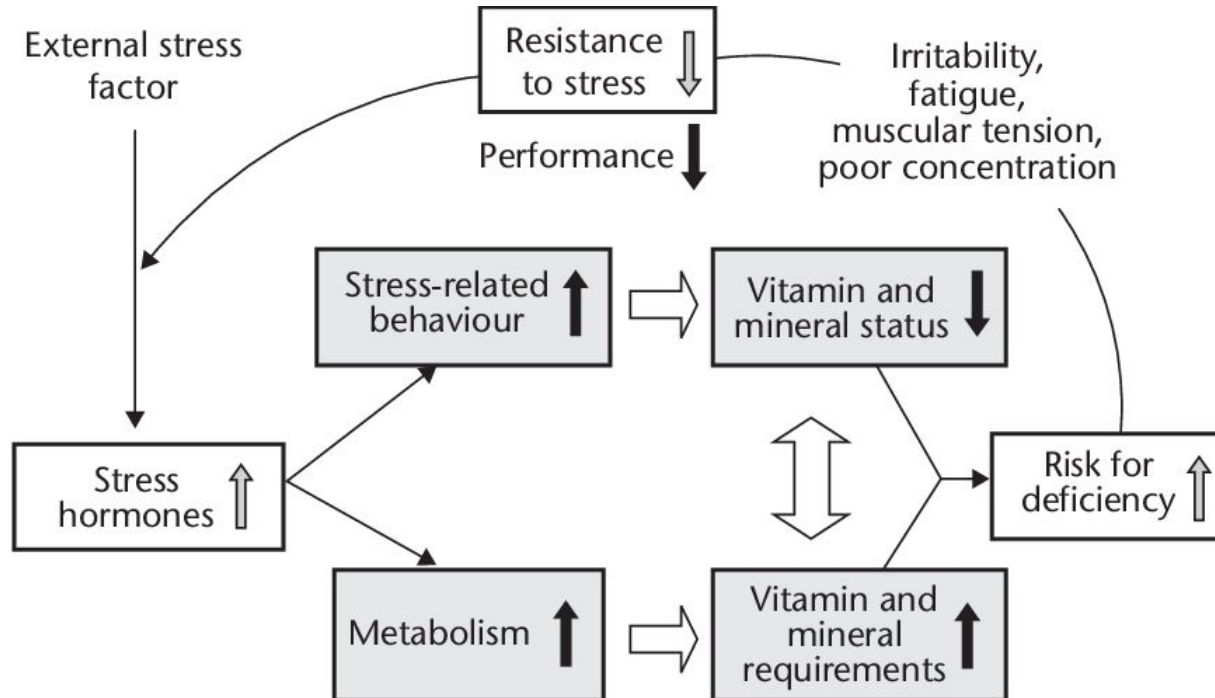 External stress
factor
Resistance
to stress
Performance
Irritability,
fatigue,
muscular tension,
poor concentration
Stress-related
behaviour
Vitamin and
mineral status
Stress
hormones
Risk for
deficiency
Metabolism
Vitamin and
mineral
requirements